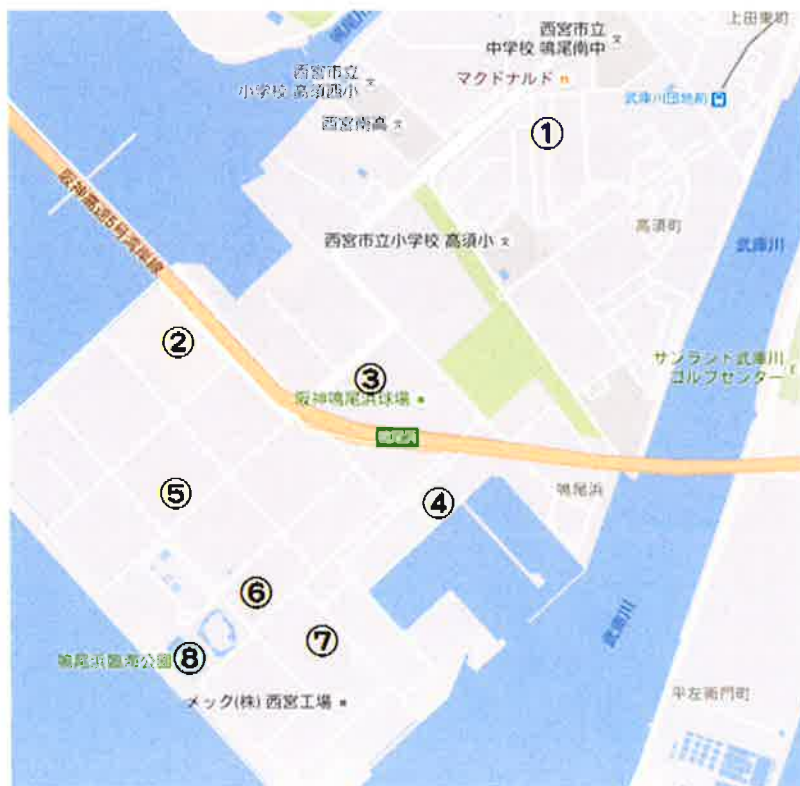 上田東町
鳴尾川
西宮市立
中学校 鳴尾南中
マクドナルド
西宮市立
小学校 高須西小
武庫川団地前
西宮南高
①
阪神高速5号湾岸線
西宮市立小学校 高須小
高須町
武庫川
②
サンランド武庫川
ゴルフセンター
③
阪神鳴尾浜球場
鳴尾浜
⑤
④
鳴尾浜
⑥
武庫川
⑦
鳴尾浜臨海公園
⑧
メック(株) 西宮工場
平左衛門町